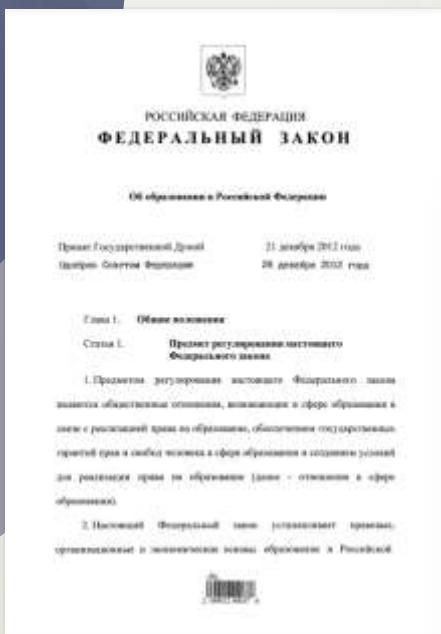 РОССИЙСКАЯ ФЕДЕРАЦИЯ
ФЕДЕРАЛЬНЫЙ ЗАКОН
Об образовании в Российской Федерации
Принят Государственной Думой 21 декабря 2012 года
Одобрен Советом Федерации 26 декабря 2012 года
Глава 1. Общие положения
Статья 1. Предмет регулирования настоящего
Федерального закона
1. Предметом регулирования настоящего Федерального закона
являются общественные отношения, возникающие в сфере образования в
связи с реализацией права на образование, обеспечением государственных
гарантий прав и свобод человека в сфере образования и созданием условий
для реализации права на образование (далее - отношения в сфере
образования).
2. Настоящий Федеральный закон устанавливает правовые,
организационные и экономические основы образования в Российской